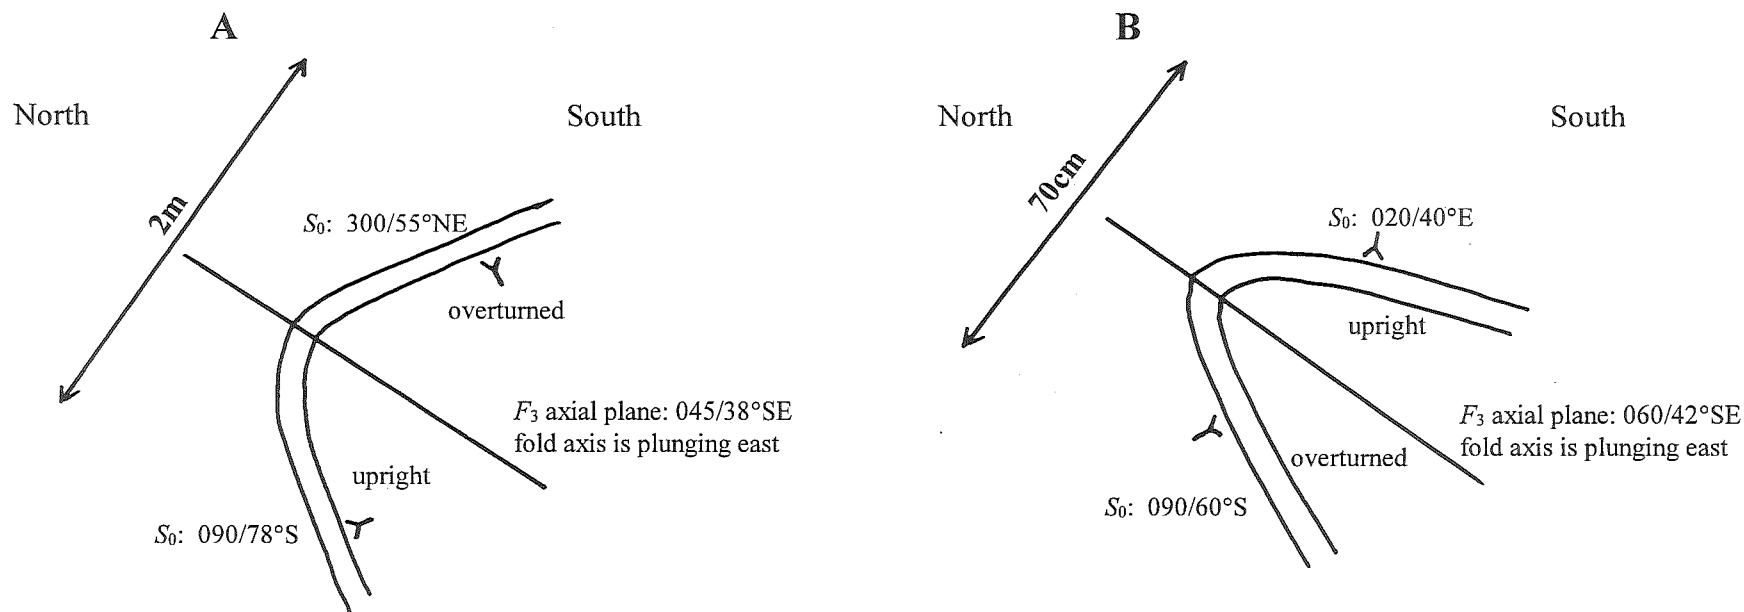 A
North
South
2m
S₀: 300/55°NE
overturned
F₃ axial plane: 045/38°SE
fold axis is plunging east
upright
S₀: 090/78°S
B
North
South
70cm
S₀: 020/40°E
upright
F₃ axial plane: 060/42°SE
fold axis is plunging east
overturned
S₀: 090/60°S